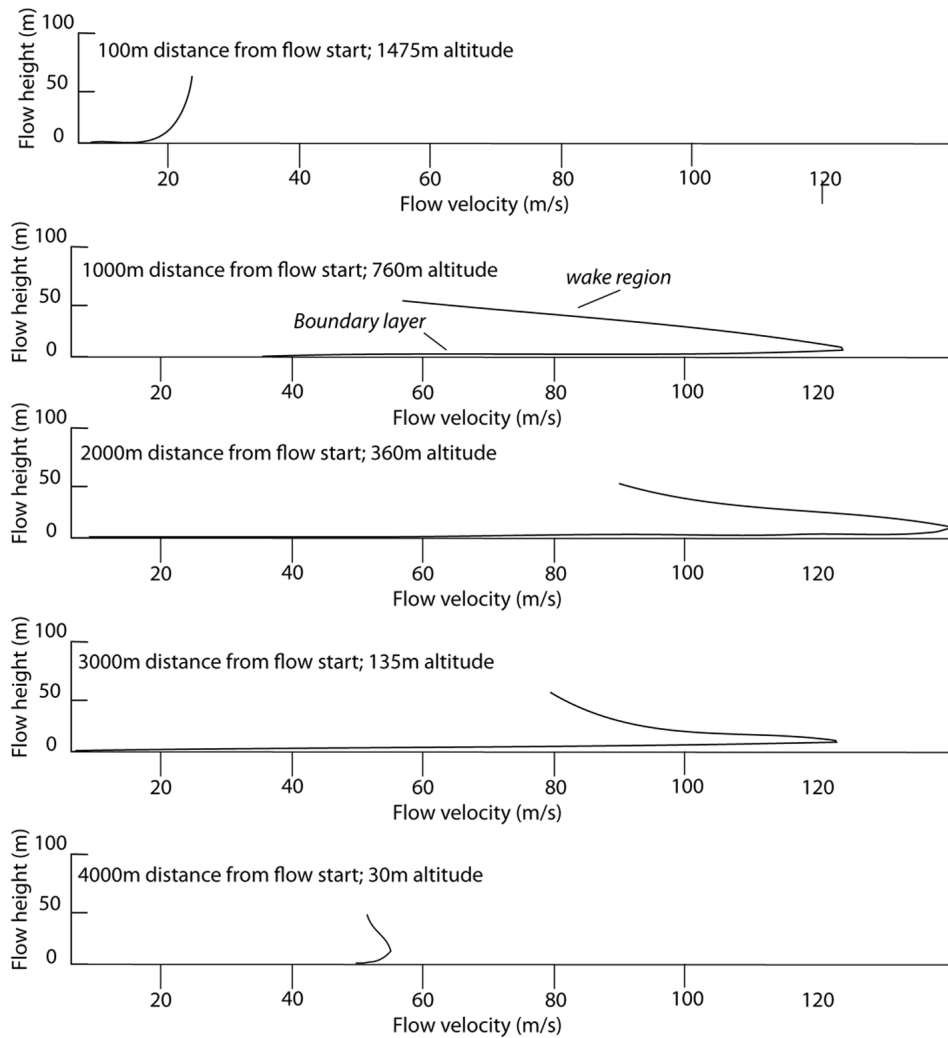 100
100m distance from flow start; 1475m altitude
50
0
Flow height (m)
20 40 60 80 100 120
Flow velocity (m/s)
100
1000m distance from flow start; 760m altitude
wake region
50
Boundary layer
0
Flow height (m)
20 40 60 80 100 120
Flow velocity (m/s)
100
2000m distance from flow start; 360m altitude
50
0
Flow height (m)
20 40 60 80 100 120
Flow velocity (m/s)
100
3000m distance from flow start; 135m altitude
50
0
Flow height (m)
20 40 60 80 100 120
Flow velocity (m/s)
100
4000m distance from flow start; 30m altitude
50
0
Flow height (m)
20 40 60 80 100 120
Flow velocity (m/s)